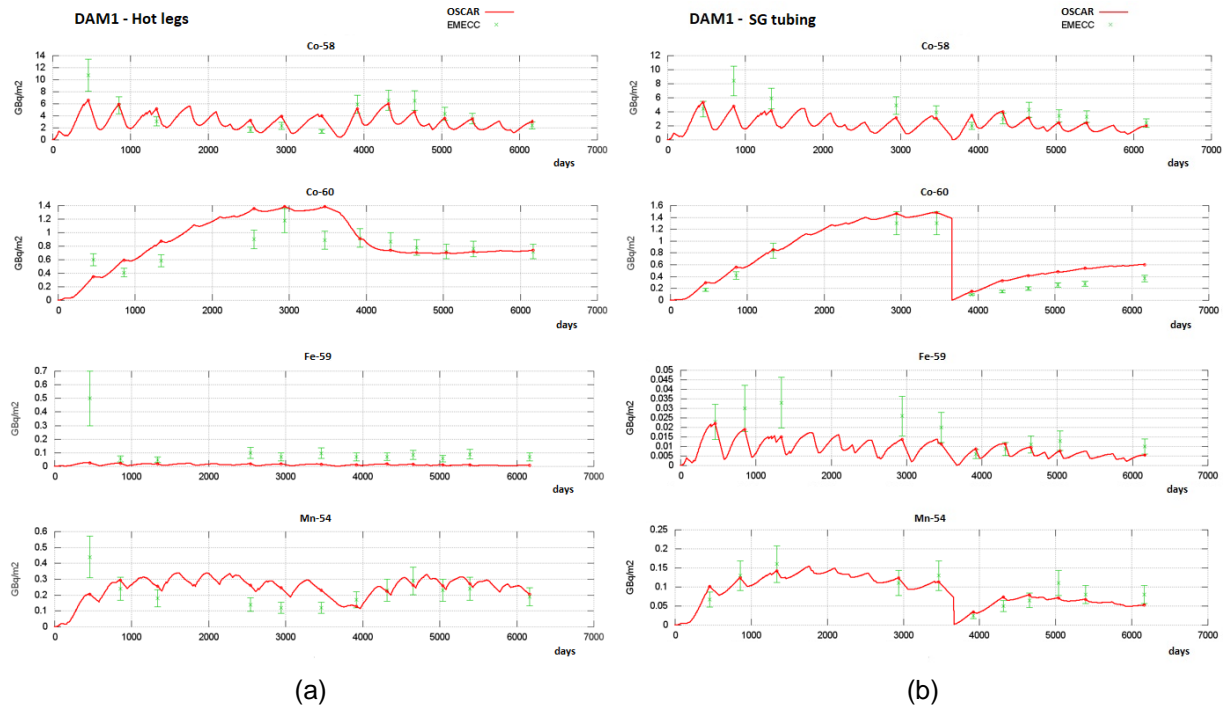 DAM1 - Hot legs
OSCAR
EMECC
Co-58
14
12
10
8
6
4
2
0
GBq/m2
0 1000 2000 3000 4000 5000 6000 7000
days
Co-60
1.4
1.2
1
0.8
0.6
0.4
0.2
0
GBq/m2
0 1000 2000 3000 4000 5000 6000 7000
days
Fe-59
0.7
0.6
0.5
0.4
0.3
0.2
0.1
0
GBq/m2
0 1000 2000 3000 4000 5000 6000 7000
days
Mn-54
0.6
0.5
0.4
0.3
0.2
0.1
0
GBq/m2
0 1000 2000 3000 4000 5000 6000 7000
days
(a)
DAM1 - SG tubing
OSCAR
EMECC
Co-58
12
10
8
6
4
2
0
GBq/m2
0 1000 2000 3000 4000 5000 6000 7000
days
Co-60
1.6
1.4
1.2
1
0.8
0.6
0.4
0.2
0
GBq/m2
0 1000 2000 3000 4000 5000 6000 7000
days
Fe-59
0.05
0.045
0.04
0.035
0.03
0.025
0.02
0.015
0.01
0.005
0
GBq/m2
0 1000 2000 3000 4000 5000 6000 7000
days
Mn-54
0.25
0.2
0.15
0.1
0.05
0
GBq/m2
0 1000 2000 3000 4000 5000 6000 7000
days
(b)